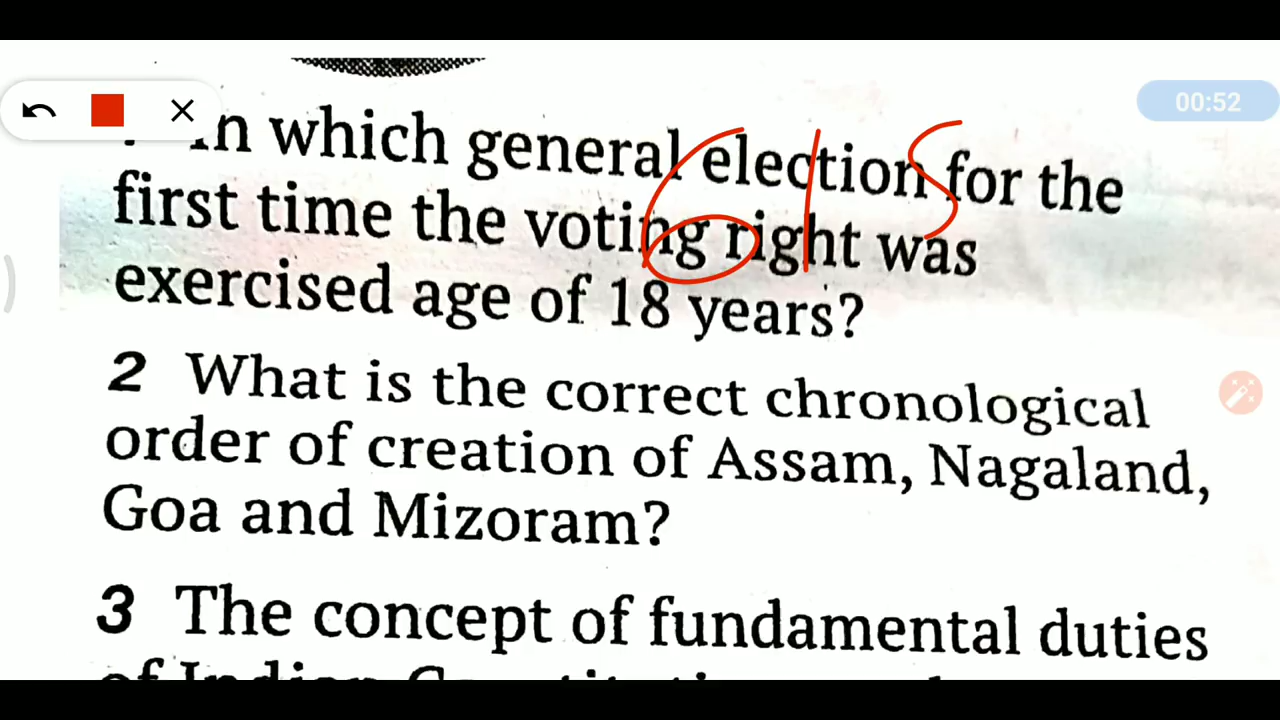 00:52
In which general election for the
first time the voting right was
exercised age of 18 years?
2 What is the correct chronological
order of creation of Assam, Nagaland,
Goa and Mizoram?
3 The concept of fundamental duties
of Indian